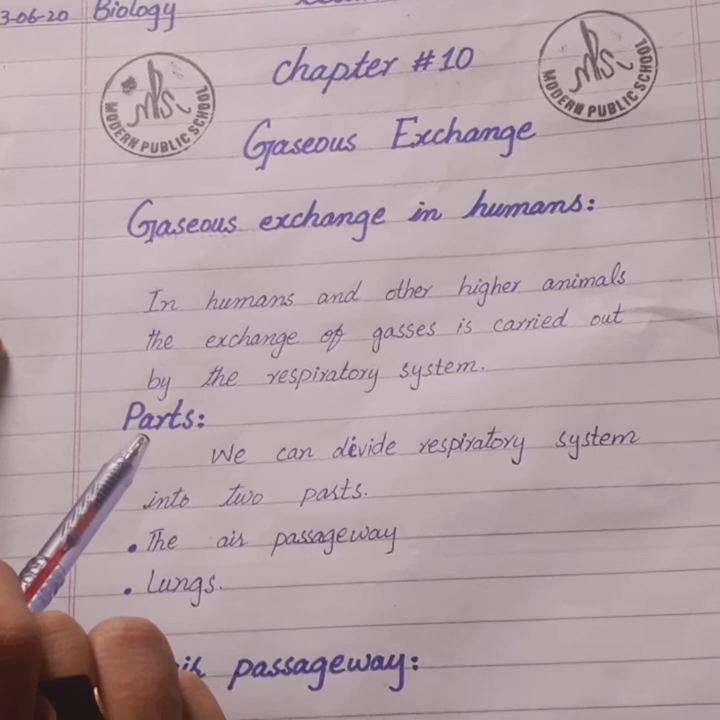 3-06-20 Biology
Chapter #10
MPS
MODERN PUBLIC SCHOOL
MPS
MODERN PUBLIC SCHOOL
Gaseous Exchange
Gaseous exchange in humans:
In humans and other higher animals
the exchange of gasses is carried out
by the respiratory system.
Parts:
We can divide respiratory system
into two parts.
• The air passageway
• Lungs.
passageway: